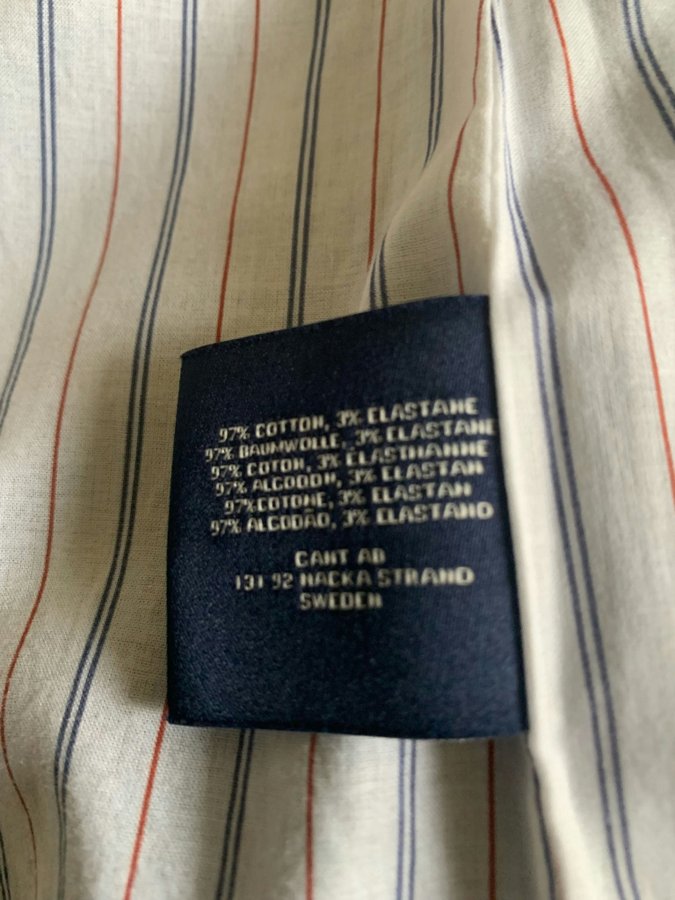 97% COTTON, 3% ELASTANE
97% BAUMWOLLE, 3% ELASTANE
97% COTON, 3% ELASTHANNE
97% ALGODON, 3% ELASTAN
97% COTONE, 3% ELASTAN
97% ALGODÃO, 3% ELASTANO
GANT AB
131 92 NACKA STRAND
SWEDEN